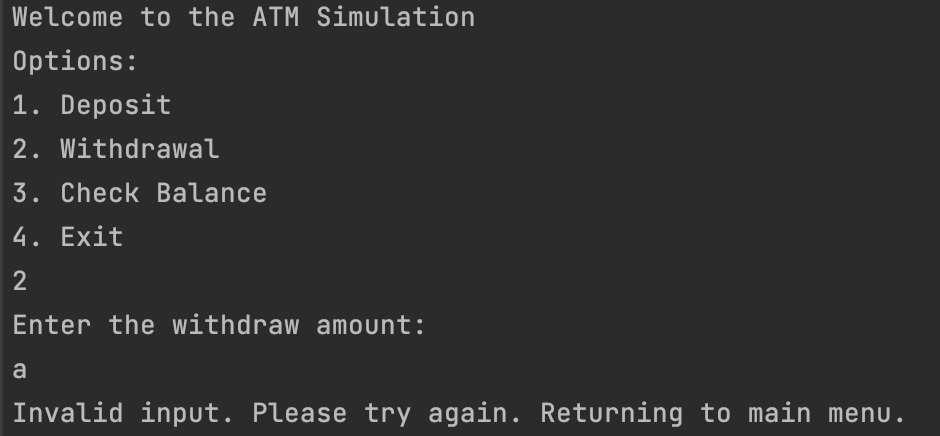 Welcome to the ATM Simulation
Options:
1. Deposit
2. Withdrawal
3. Check Balance
4. Exit
2
Enter the withdraw amount:
a
Invalid input. Please try again. Returning to main menu.